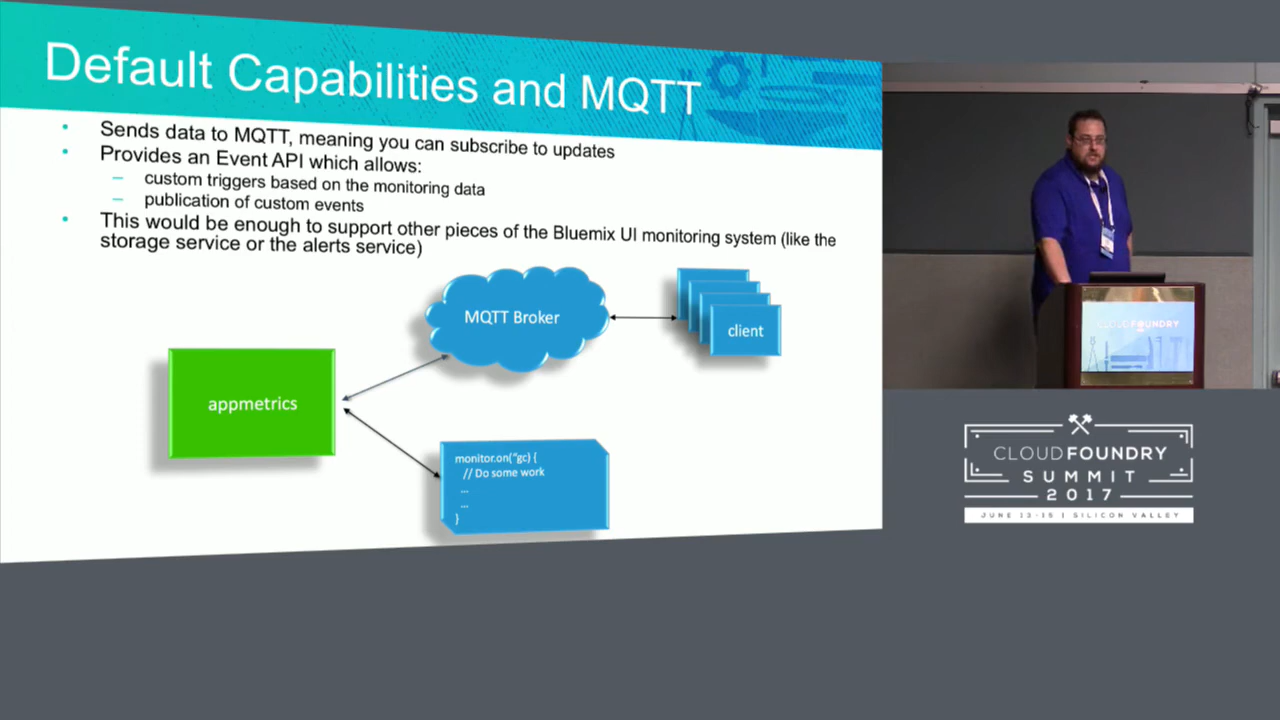 Default Capabilities and MQTT
• Sends data to MQTT, meaning you can subscribe to updates
• Provides an Event API which allows:
– custom triggers based on the monitoring data
– publication of custom events
• This would be enough to support other pieces of the Bluemix UI monitoring system (like the
storage service or the alerts service)
MQTT Broker
client
appmetrics
monitor.on("gc) {
// Do some work
...
...
}
CLOUD FOUNDRY
CLOUD FOUNDRY
SUMMIT
2017
JUNE 13-15 | SILICON VALLEY